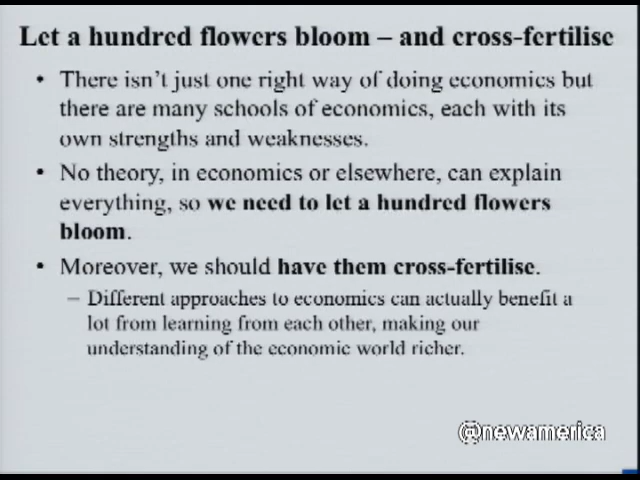 Let a hundred flowers bloom – and cross-fertilise
• There isn't just one right way of doing economics but
there are many schools of economics, each with its
own strengths and weaknesses.
• No theory, in economics or elsewhere, can explain
everything, so we need to let a hundred flowers
bloom.
• Moreover, we should have them cross-fertilise.
– Different approaches to economics can actually benefit a
lot from learning from each other, making our
understanding of the economic world richer.
@newamerica